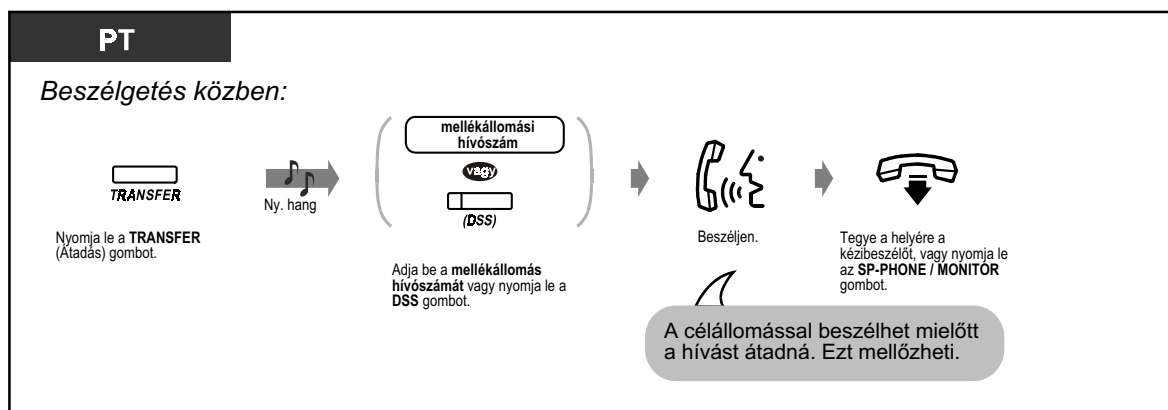 PT
Beszélgetés közben:
TRANSFER
Nyomja le a TRANSFER
(Átadás) gombot.
Ny. hang
mellékállomási
hívószám
vagy
(DSS)
Adja be a mellékállomás
hívószámát vagy nyomja le a
DSS gombot.
Beszéljen.
Tegye a helyére a
kézibeszélőt, vagy nyomja le
az SP-PHONE / MONITOR
gombot.
A célállomással beszélhet mielőtt
a hívást átadná. Ezt mellőzheti.